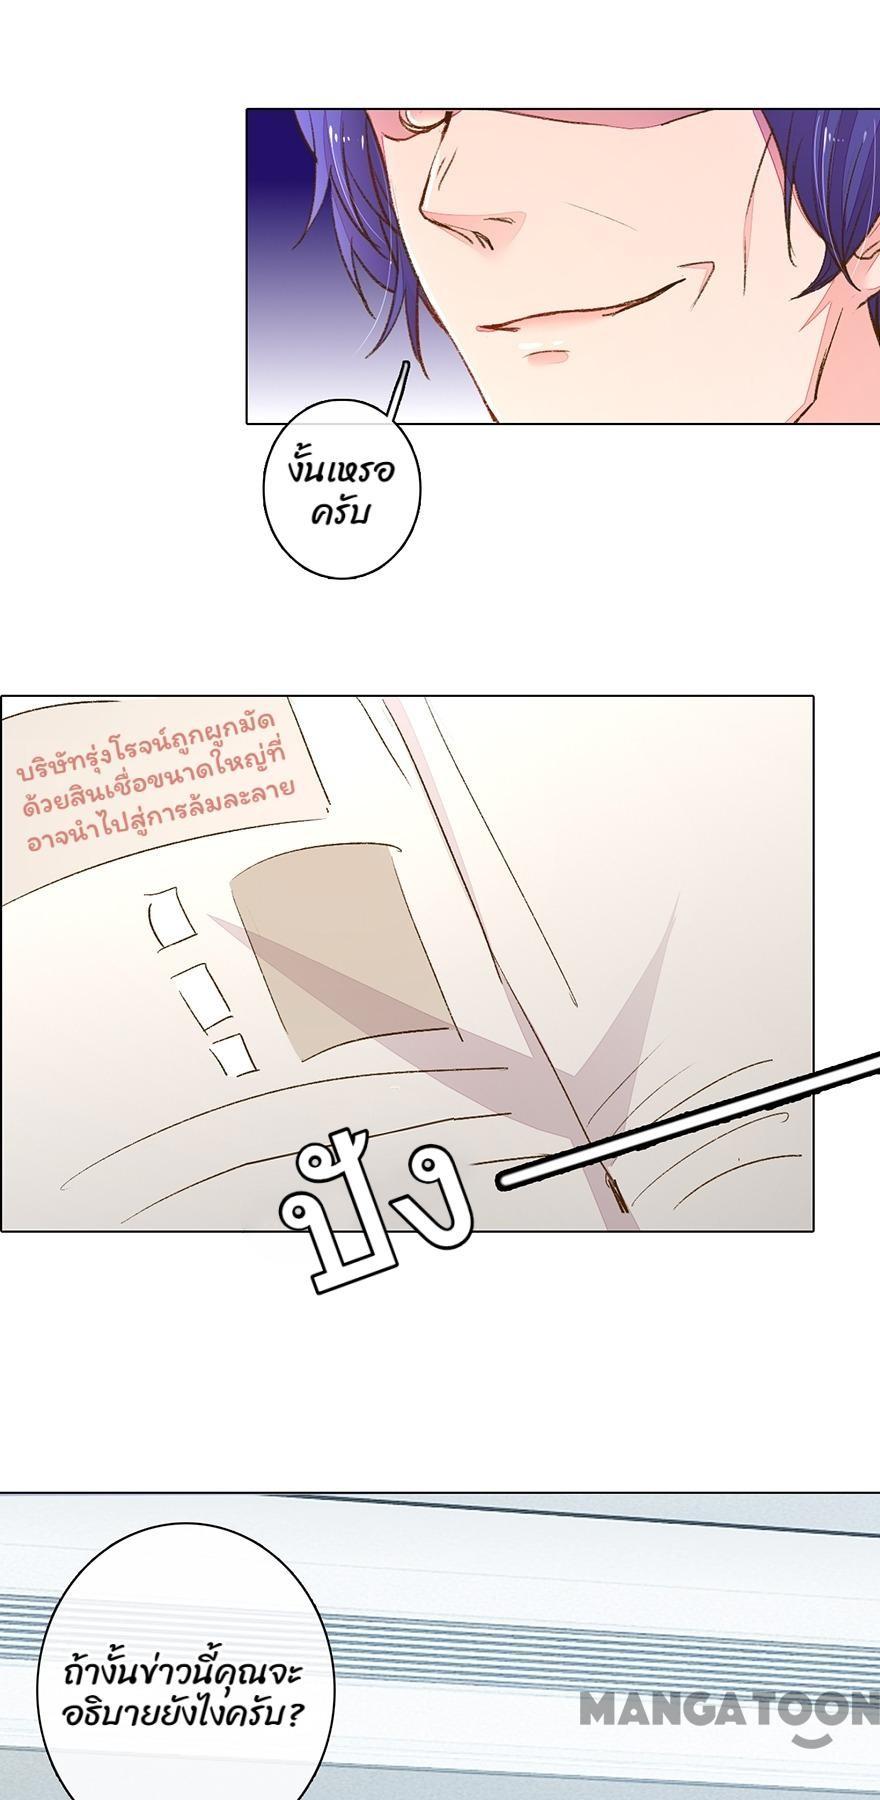 งั้นเหรอ
ครับ
บริษัทรุ่งโรจน์ถูกผูกมัด
ด้วยสินเชื่อขนาดใหญ่ที่
อาจนำไปสู่การล้มละลาย
ปัง
ถ้างั้นข่าวนี้คุณจะ
อธิบายยังไงครับ?
MANGATOON